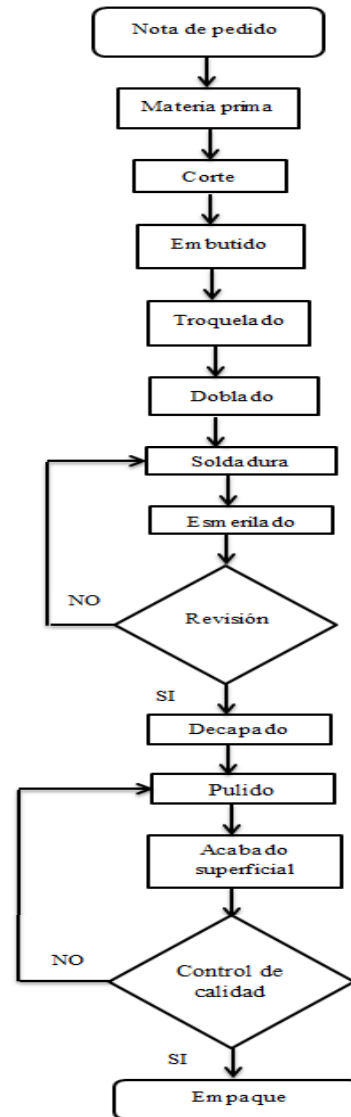 Nota de pedido
Materia prima
Corte
Embutido
Troquelado
Doblado
Soldadura
Esmerilado
NO
Revisión
SI
Decapado
Pulido
Acabado
superficial
NO
Control de
calidad
SI
Empaque